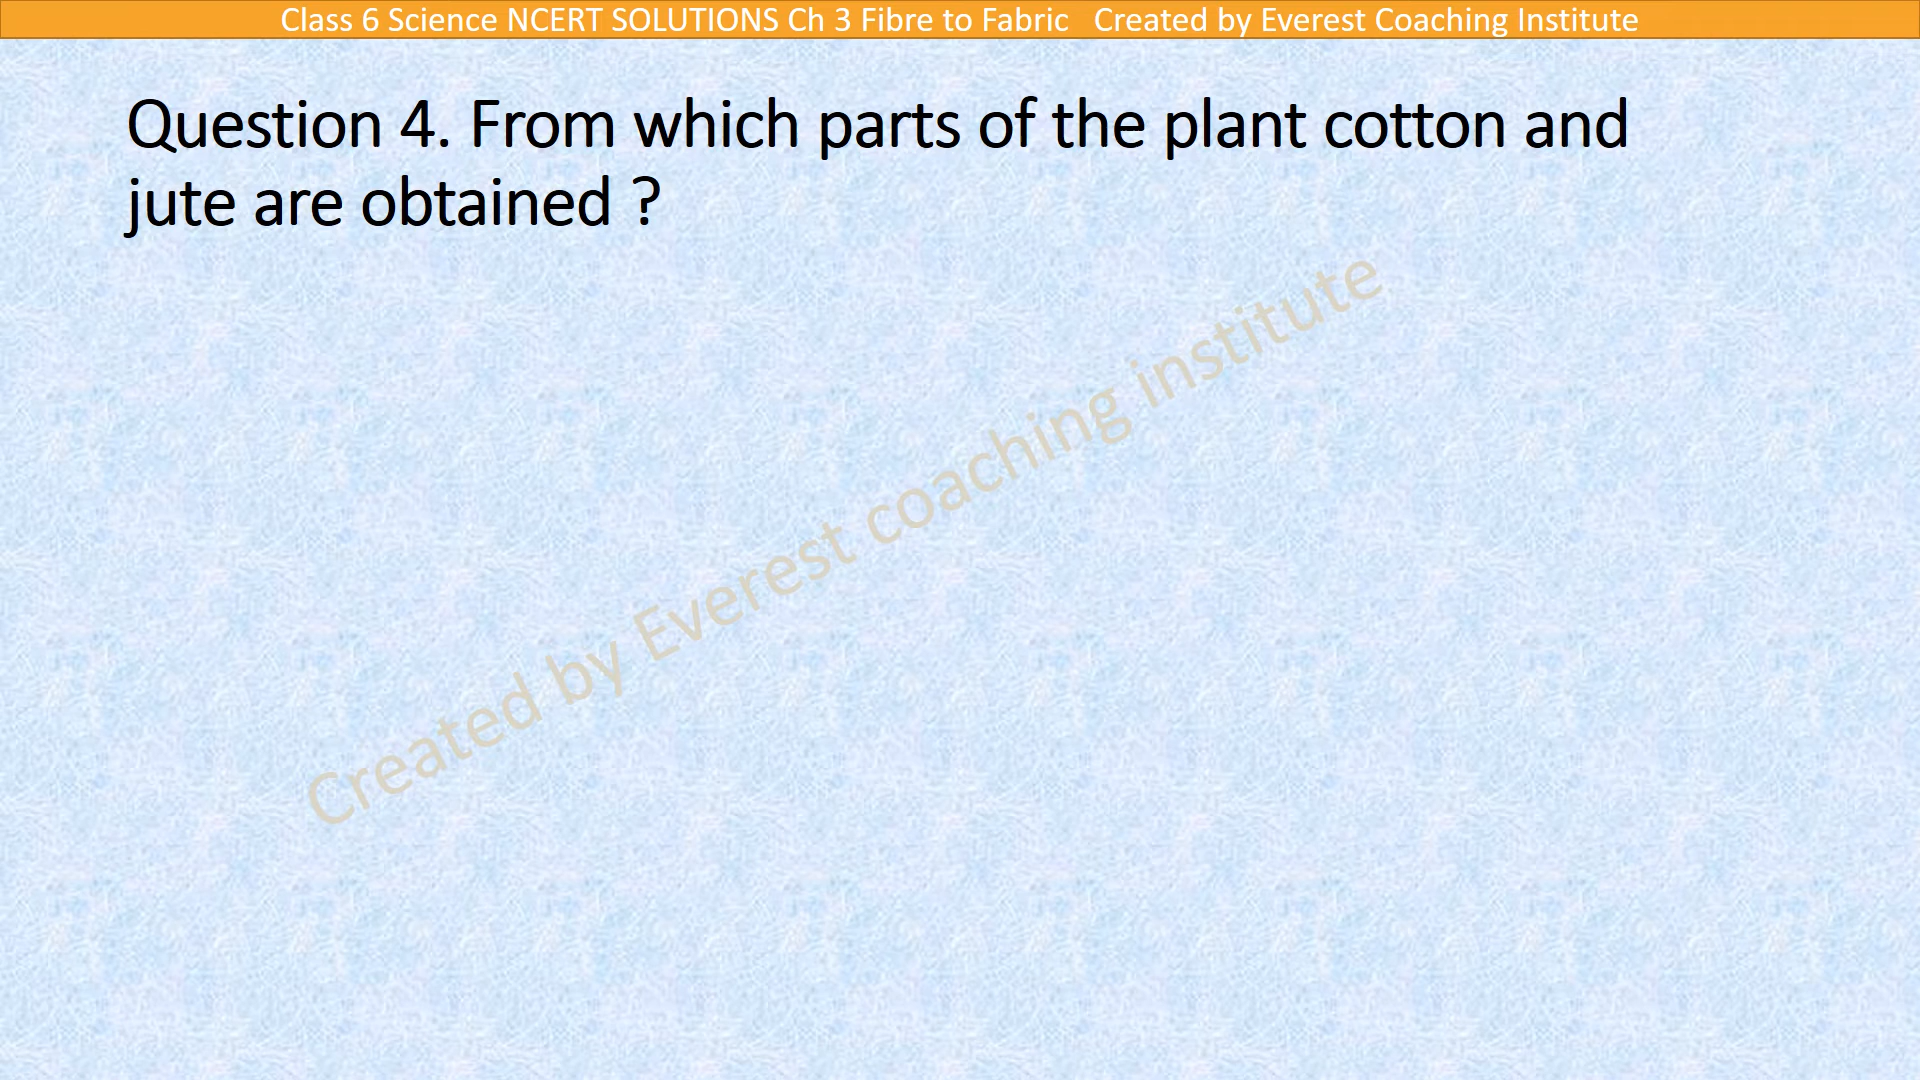 Class 6 Science NCERT SOLUTIONS Ch 3 Fibre to Fabric   Created by Everest Coaching Institute
Question 4. From which parts of the plant cotton and
jute are obtained ?
Created by Everest coaching institute